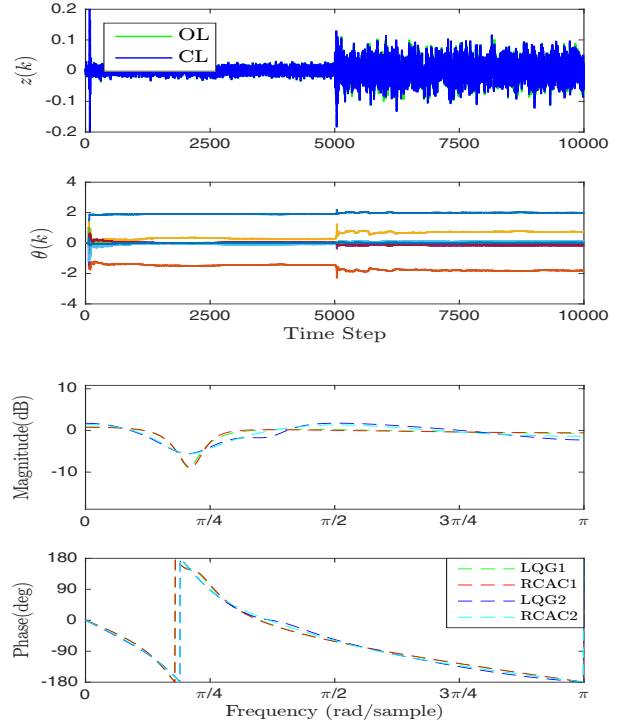 z(k)
0.2
0.1
0
-0.1
-0.2
OL
CL
0
2500
5000
7500
10000
θ(k)
4
2
0
-2
-4
0
2500
5000
7500
10000
Time Step
Magnitude(dB)
10
0
-10
0
π/4
π/2
3π/4
π
Phase(deg)
180
90
0
-90
-180
LQG1
RCAC1
LQG2
RCAC2
0
π/4
π/2
3π/4
π
Frequency (rad/sample)